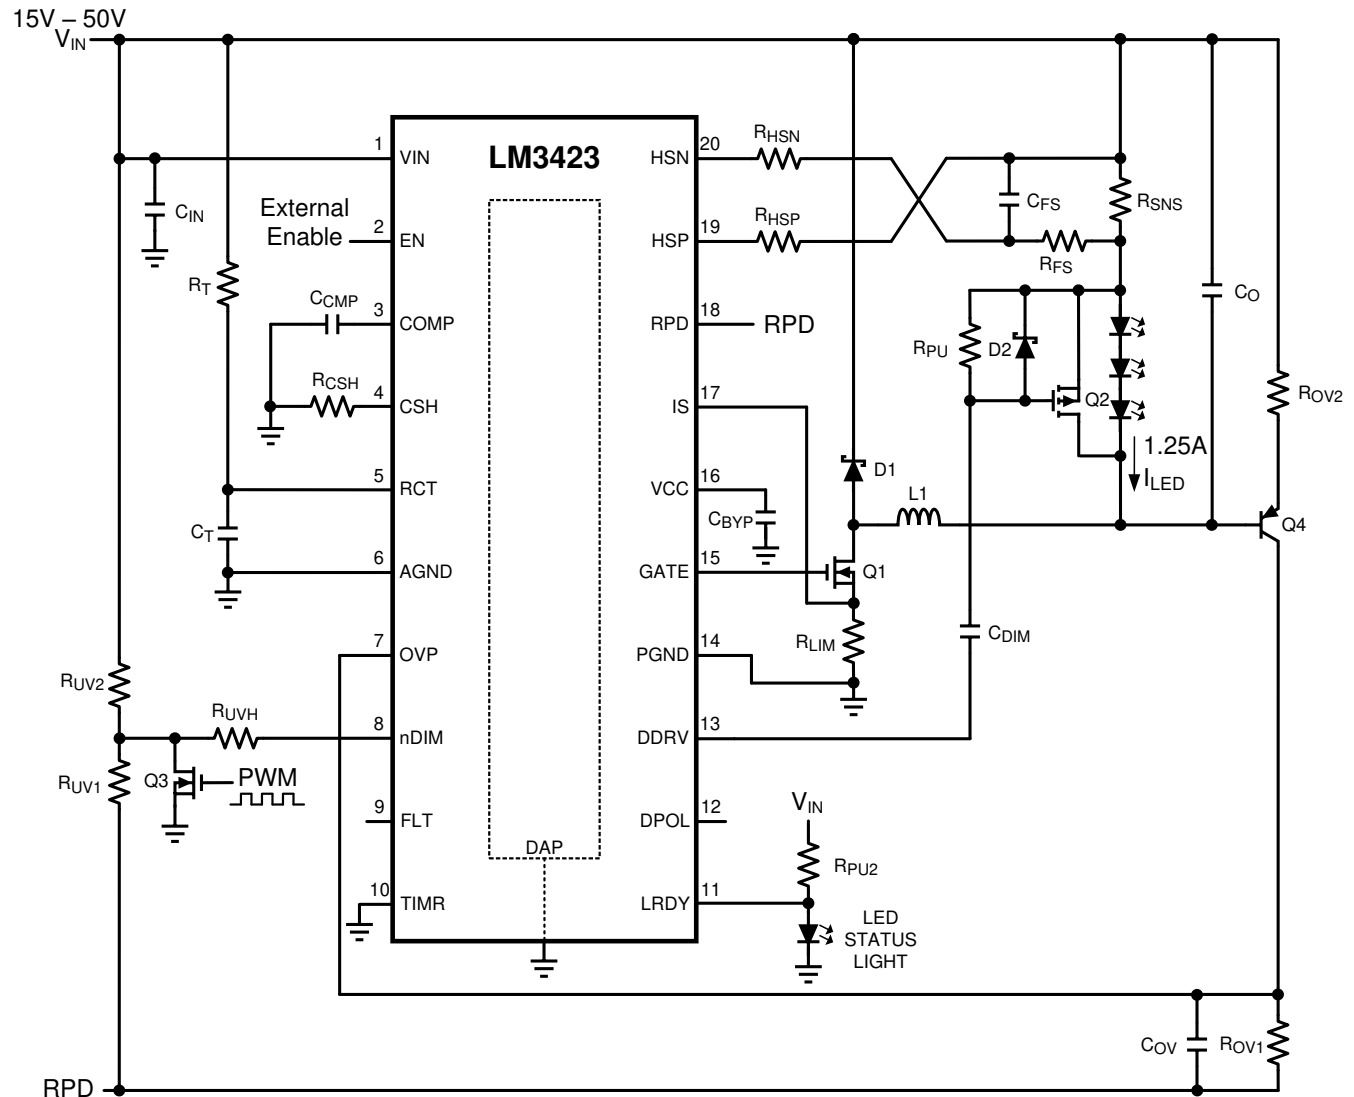 15V – 50V
VIN
LM3423
1
VIN
CIN
External
Enable
2
EN
RT
CCMP
3
COMP
RCSH
4
CSH
5
RCT
CT
6
AGND
7
OVP
RUV2
RUVH
8
nDIM
RUV1
Q3
PWM
9
FLT
10
TIMR
DAP
HSN
20
RHSN
HSP
19
RHSP
CFS
RSNS
RFS
RPD
18
RPD
RPU
D2
Q2
CO
ROV2
IS
17
1.25A
ILED
D1
VCC
16
CBYP
L1
Q4
GATE
15
Q1
RLIM
CDIM
PGND
14
DDRV
13
DPOL
12
VIN
RPU2
LRDY
11
LED
STATUS
LIGHT
COV
ROV1
RPD